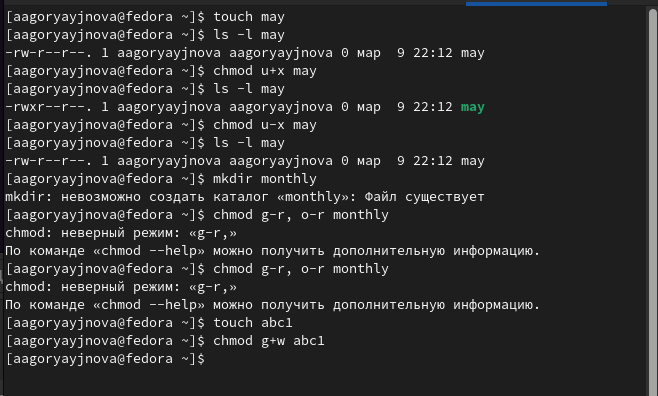 [aagoryayjnova@fedora ~]$ touch may
[aagoryayjnova@fedora ~]$ ls -l may
-rw-r--r--. 1 aagoryayjnova aagoryayjnova 0 мар  9 22:12 may
[aagoryayjnova@fedora ~]$ chmod u+x may
[aagoryayjnova@fedora ~]$ ls -l may
-rwxr--r--. 1 aagoryayjnova aagoryayjnova 0 мар  9 22:12 may
[aagoryayjnova@fedora ~]$ chmod u-x may
[aagoryayjnova@fedora ~]$ ls -l may
-rw-r--r--. 1 aagoryayjnova aagoryayjnova 0 мар  9 22:12 may
[aagoryayjnova@fedora ~]$ mkdir monthly
mkdir: невозможно создать каталог «monthly»: Файл существует
[aagoryayjnova@fedora ~]$ chmod g-r, o-r monthly
chmod: неверный режим: «g-r,»
По команде «chmod --help» можно получить дополнительную информацию.
[aagoryayjnova@fedora ~]$ chmod g-r, o-r monthly
chmod: неверный режим: «g-r,»
По команде «chmod --help» можно получить дополнительную информацию.
[aagoryayjnova@fedora ~]$ touch abc1
[aagoryayjnova@fedora ~]$ chmod g+w abc1
[aagoryayjnova@fedora ~]$